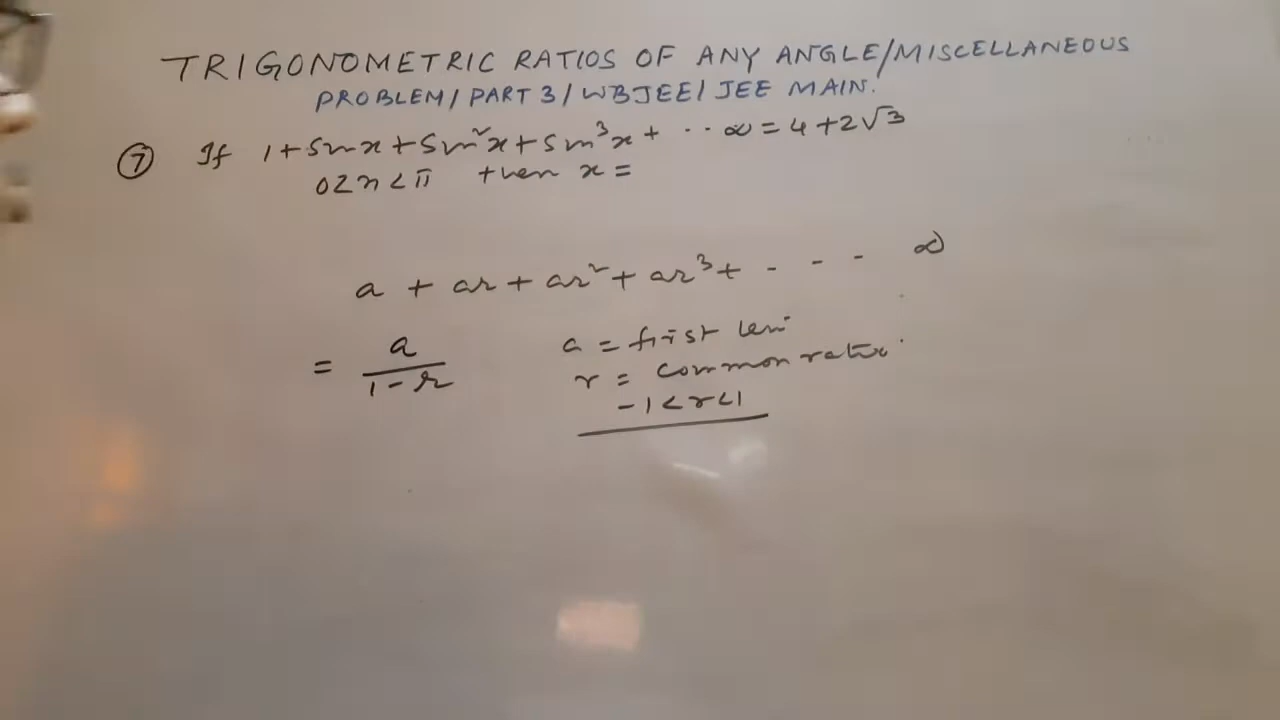 TRIGONOMETRIC RATIOS OF ANY ANGLE/MISCELLANEOUS
PROBLEM/ PART 3/ WBJEE/ JEE MAIN.
⑦ If 1 + sinx + sin²x + sin³x + ·· ∞ = 4 + 2√3
0<x<π then x =
a + ar + ar² + ar³ + - - - ∞
= a/1-r
a = first term
r = common ratio.
-1<r<1